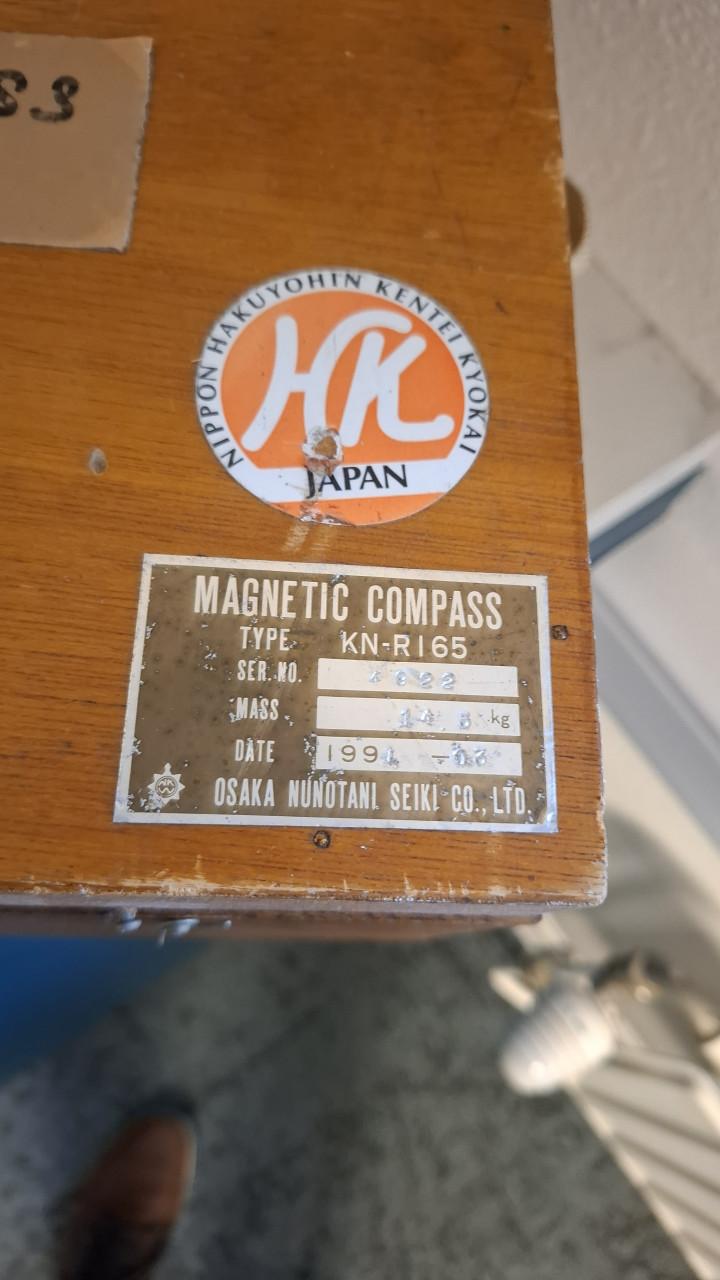 83
NIPPON HAKUYOHIN KENTEI KYOKAI
HK
JAPAN
MAGNETIC COMPASS
TYPE KN-R165
SER. NO.
MASS kg
DATE
OSAKA NUNOTANI SEIKI CO., LTD.